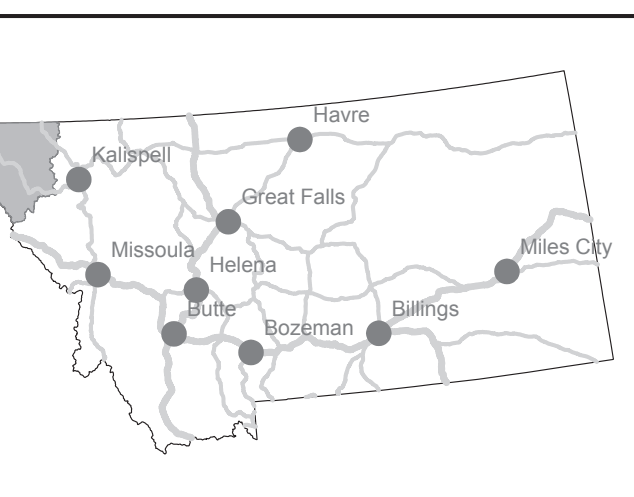 Havre
Kalispell
Great Falls
Missoula
Helena
Miles City
Butte
Billings
Bozeman